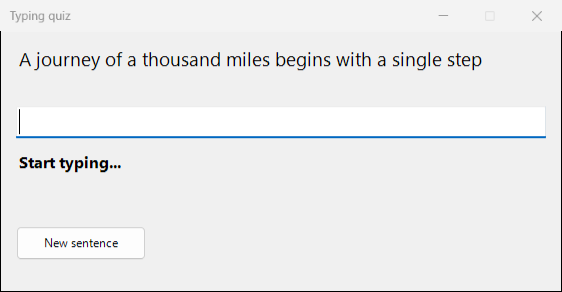 Typing quiz
A journey of a thousand miles begins with a single step
Start typing...
New sentence